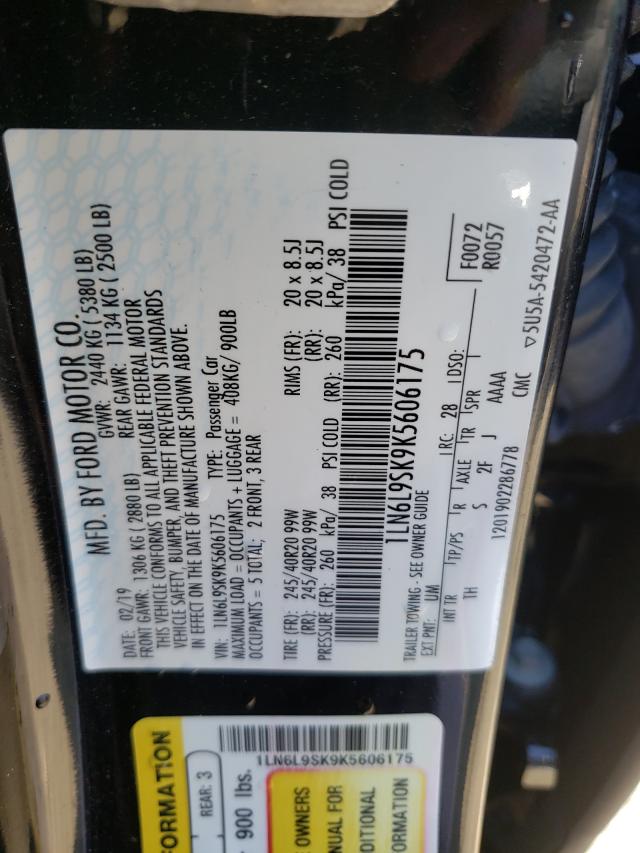 MFD. BY FORD MOTOR CO.
DATE: 02/19 GVWR: 2440 KG ( 5380 LB)
FRONT GAWR: 1306 KG ( 2880 LB) REAR GAWR: 1134 KG ( 2500 LB)
THIS VEHICLE CONFORMS TO ALL APPLICABLE FEDERAL MOTOR
VEHICLE SAFETY, BUMPER, AND THEFT PREVENTION STANDARDS
IN EFFECT ON THE DATE OF MANUFACTURE SHOWN ABOVE.
VIN: 1LN6L9SK9K5606175 TYPE: Passenger Car
MAXIMUM LOAD = OCCUPANTS + LUGGAGE = 408KG/ 900LB
OCCUPANTS = 5 TOTAL; 2 FRONT, 3 REAR
TIRE (FR): 245/40R20 99W RIMS (FR): 20 x 8.5J
(RR): 245/40R20 99W (RR): 20 x 8.5J
PRESSURE (FR): 260 kPa/ 38 PSI COLD (RR): 260 kPa/ 38 PSI COLD
1LN6L9SK9K5606175
TRAILER TOWING - SEE OWNER GUIDE
EXT PNT: UM RC: 28 DSO: F0072
R0057
INT TR TP/PS R AXLE TR SPR
TH S 2F J AAAA
1201902286778 CMC ▽5U5A-5420472-AA
1LN6L9SK9K5606175
FORMATION
REAR: 3
900 lbs.
OWNERS
ANUAL FOR
DDITIONAL
FORMATION